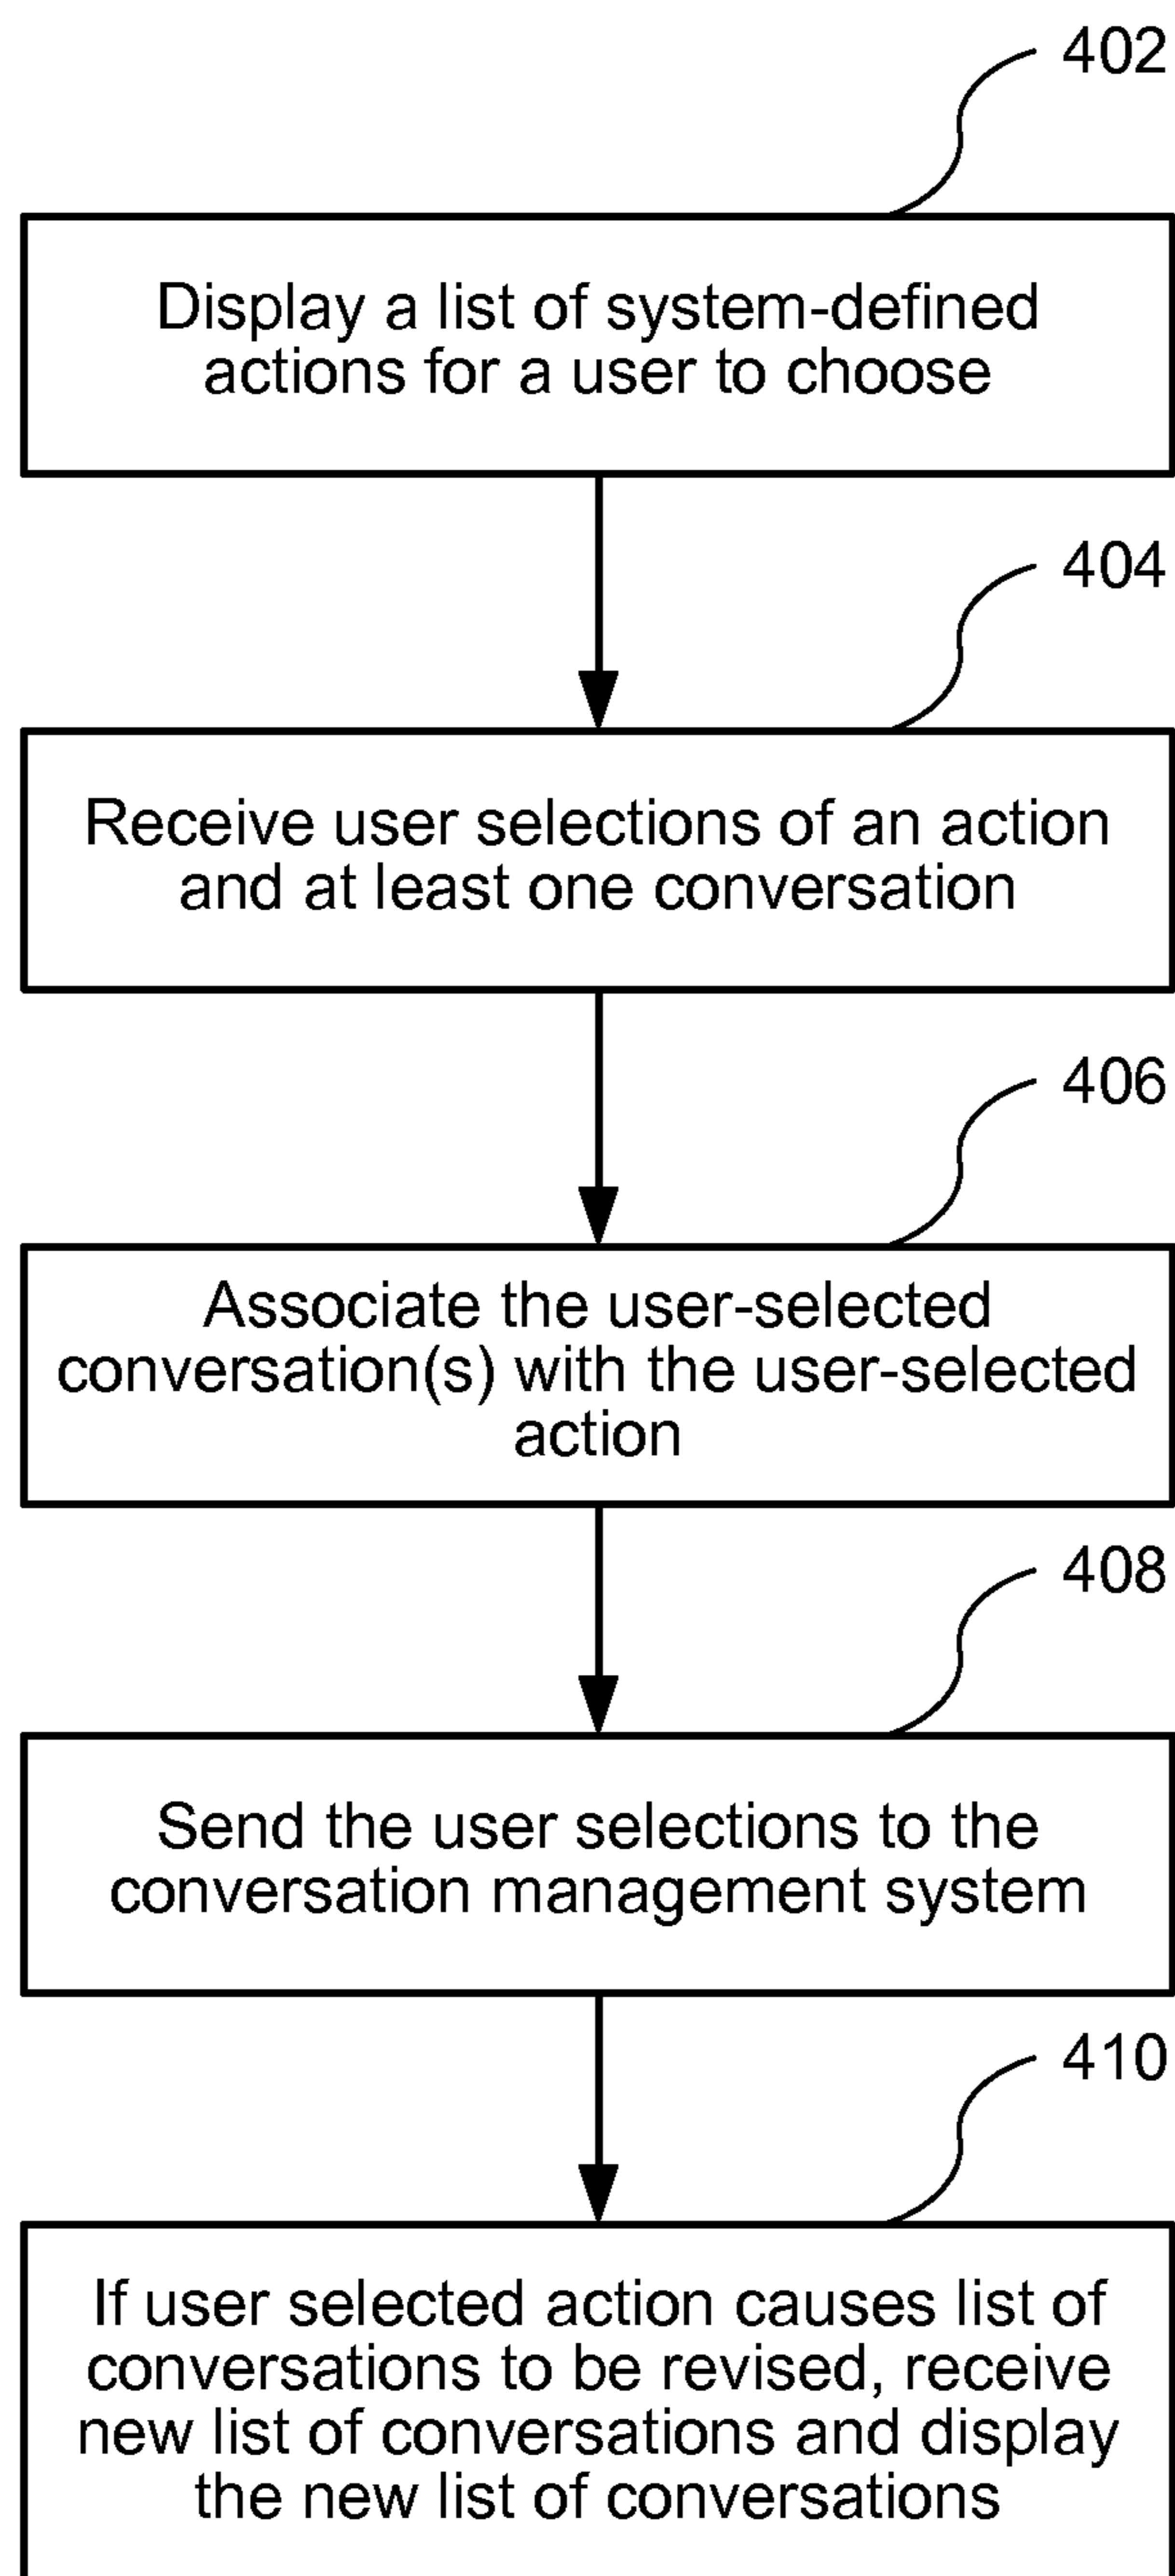 402
Display a list of system-defined
actions for a user to choose
404
Receive user selections of an action
and at least one conversation
406
Associate the user-selected
conversation(s) with the user-selected
action
408
Send the user selections to the
conversation management system
410
If user selected action causes list of
conversations to be revised, receive
new list of conversations and display
the new list of conversations